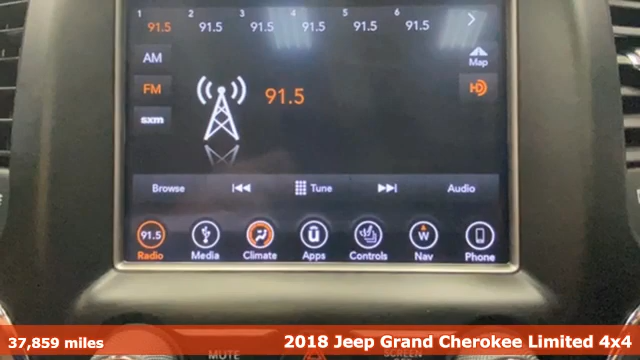 1 2 3 4 5 6
91.5 91.5 91.5 91.5 91.5 91.5
AM
Map
FM
HD
91.5
sxm
Browse Tune Audio
91.5 u W
Radio Media Climate Apps Controls Nav Phone
37,859 miles
2018 Jeep Grand Cherokee Limited 4x4
MUTE SCREEN